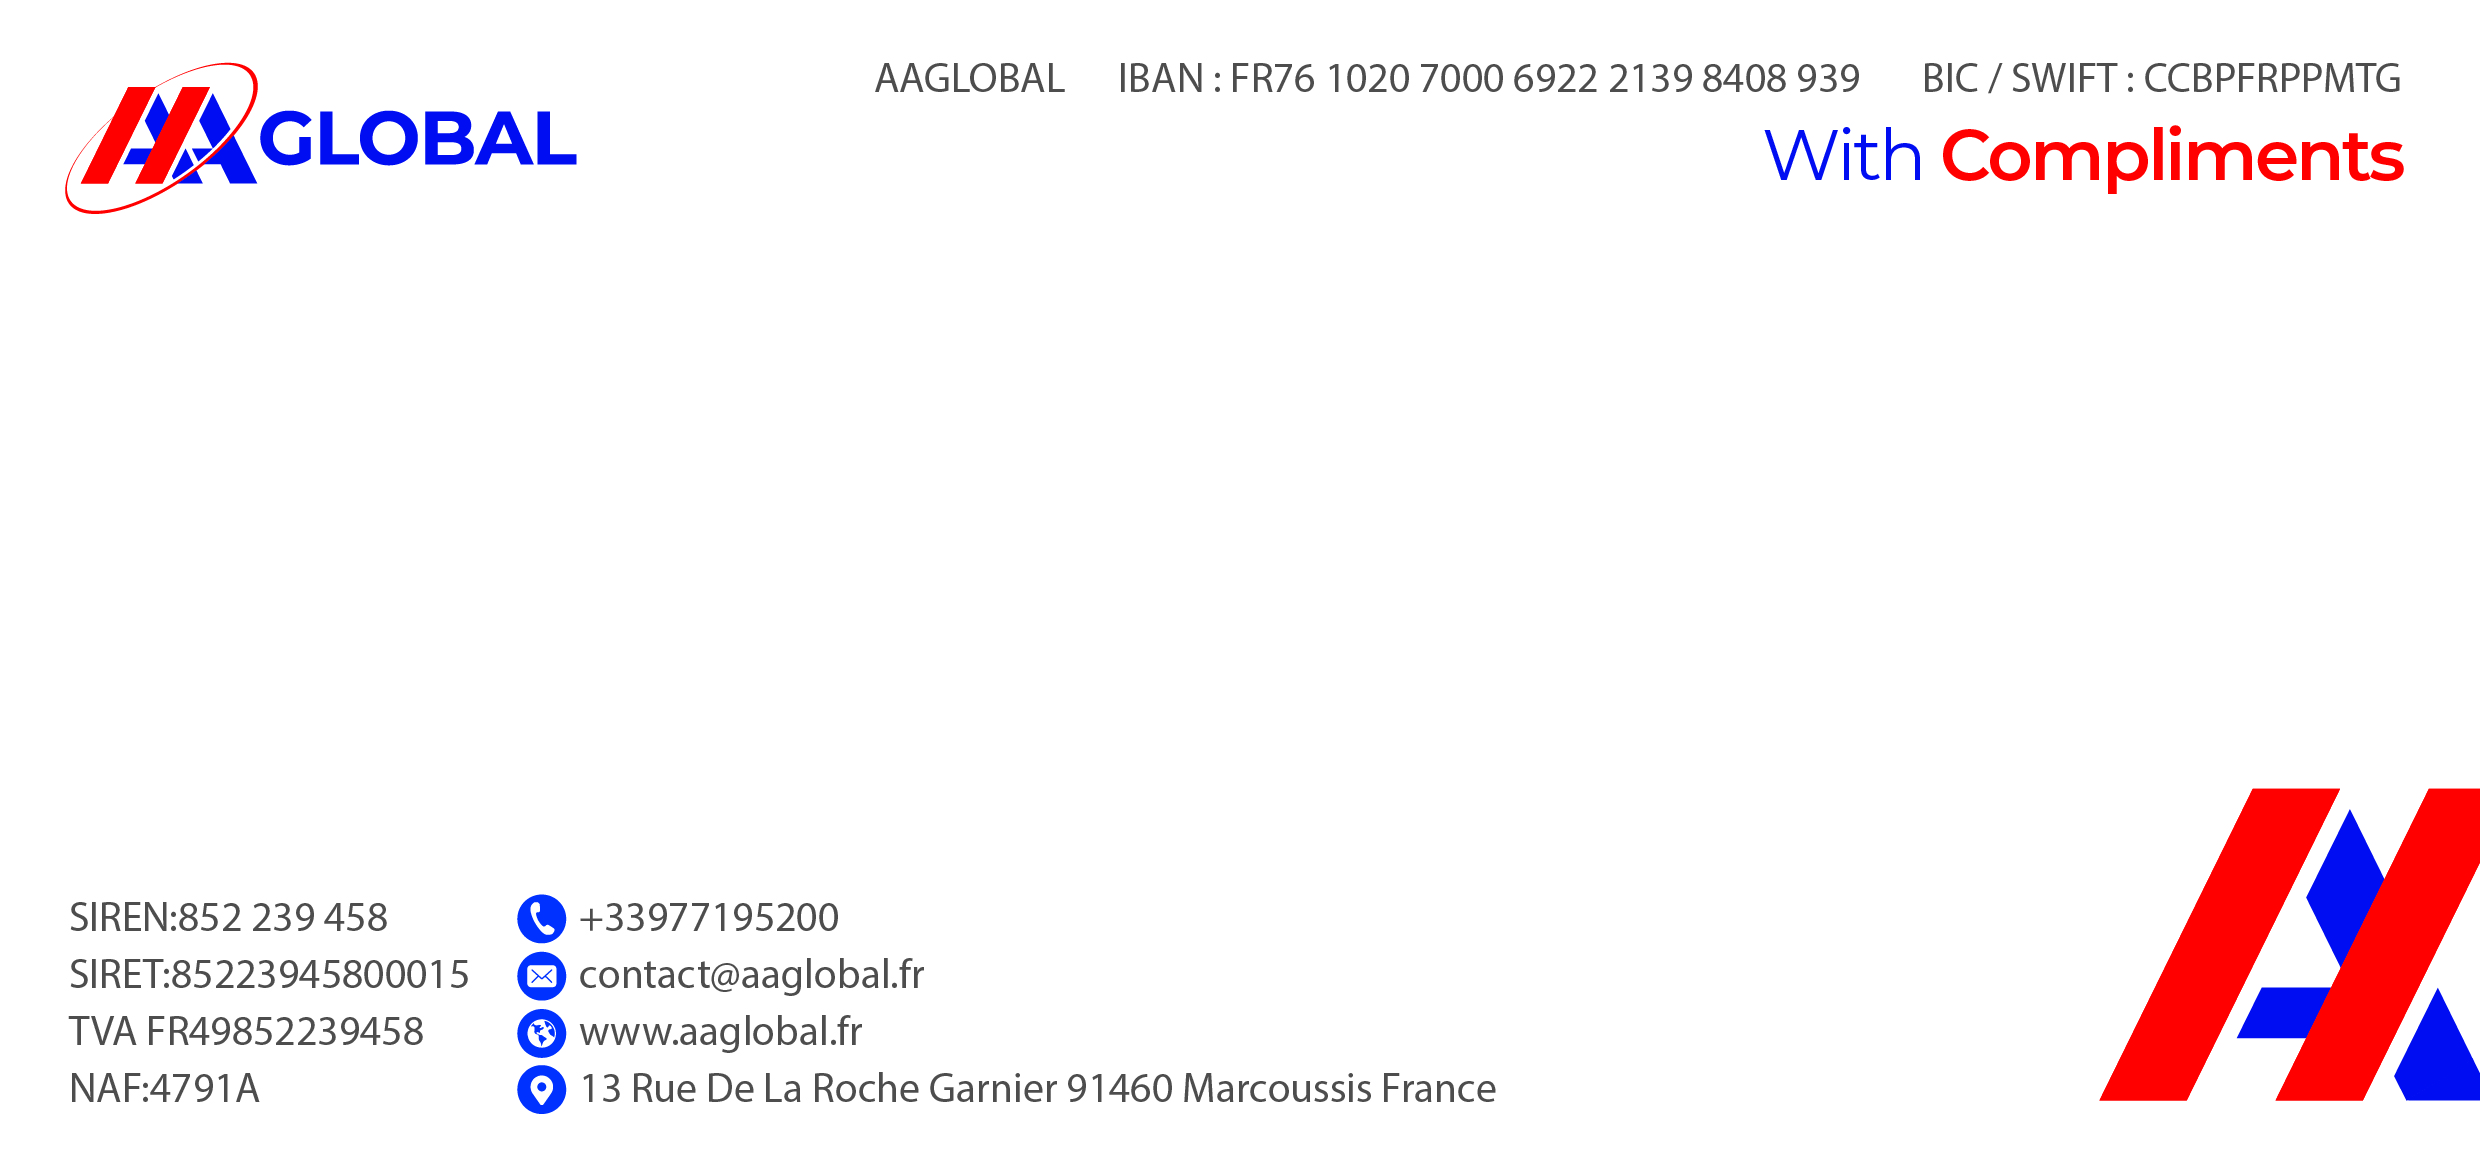 AAGLOBAL IBAN : FR76 1020 7000 6922 2139 8408 939 BIC / SWIFT : CCBPFRPPMTG
AA GLOBAL
With Compliments
SIREN:852 239 458
SIRET:85223945800015
TVA FR49852239458
NAF:4791A
+33977195200
contact@aaglobal.fr
www.aaglobal.fr
13 Rue De La Roche Garnier 91460 Marcoussis France